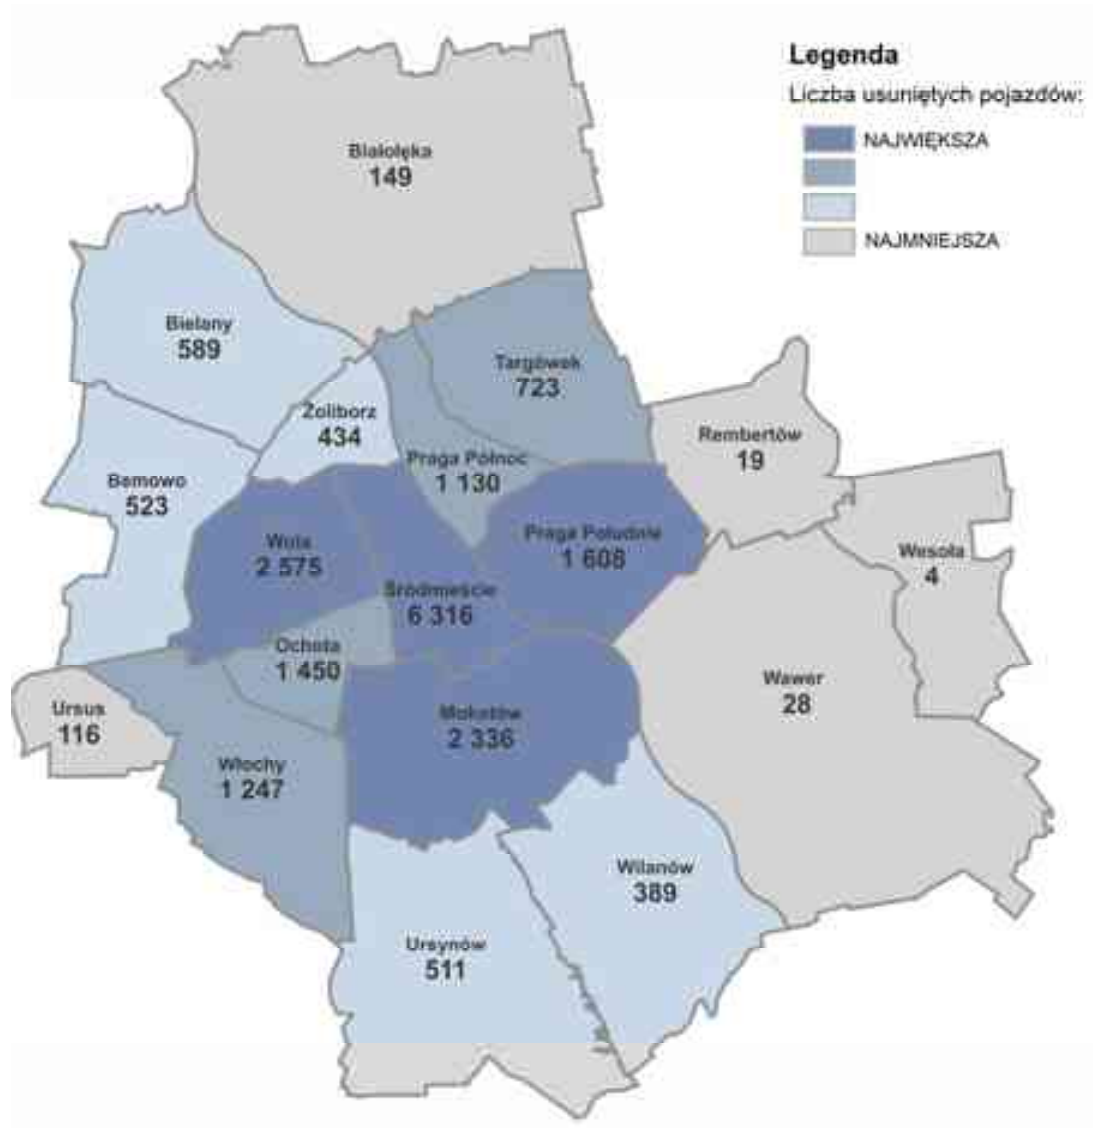 Legenda
Liczba usuniętych pojazdów:
NAJWIĘKSZA
NAJMNIEJSZA
Białołęka
149
Bielany
589
Targówek
723
Żoliborz
434
Rembertów
19
Praga Północ
1 130
Bemowo
523
Wola
2 575
Praga Południe
1 608
Wesoła
4
Śródmieście
6 316
Ochota
1 450
Wawer
28
Ursus
116
Mokotów
2 336
Włochy
1 247
Wilanów
389
Ursynów
511